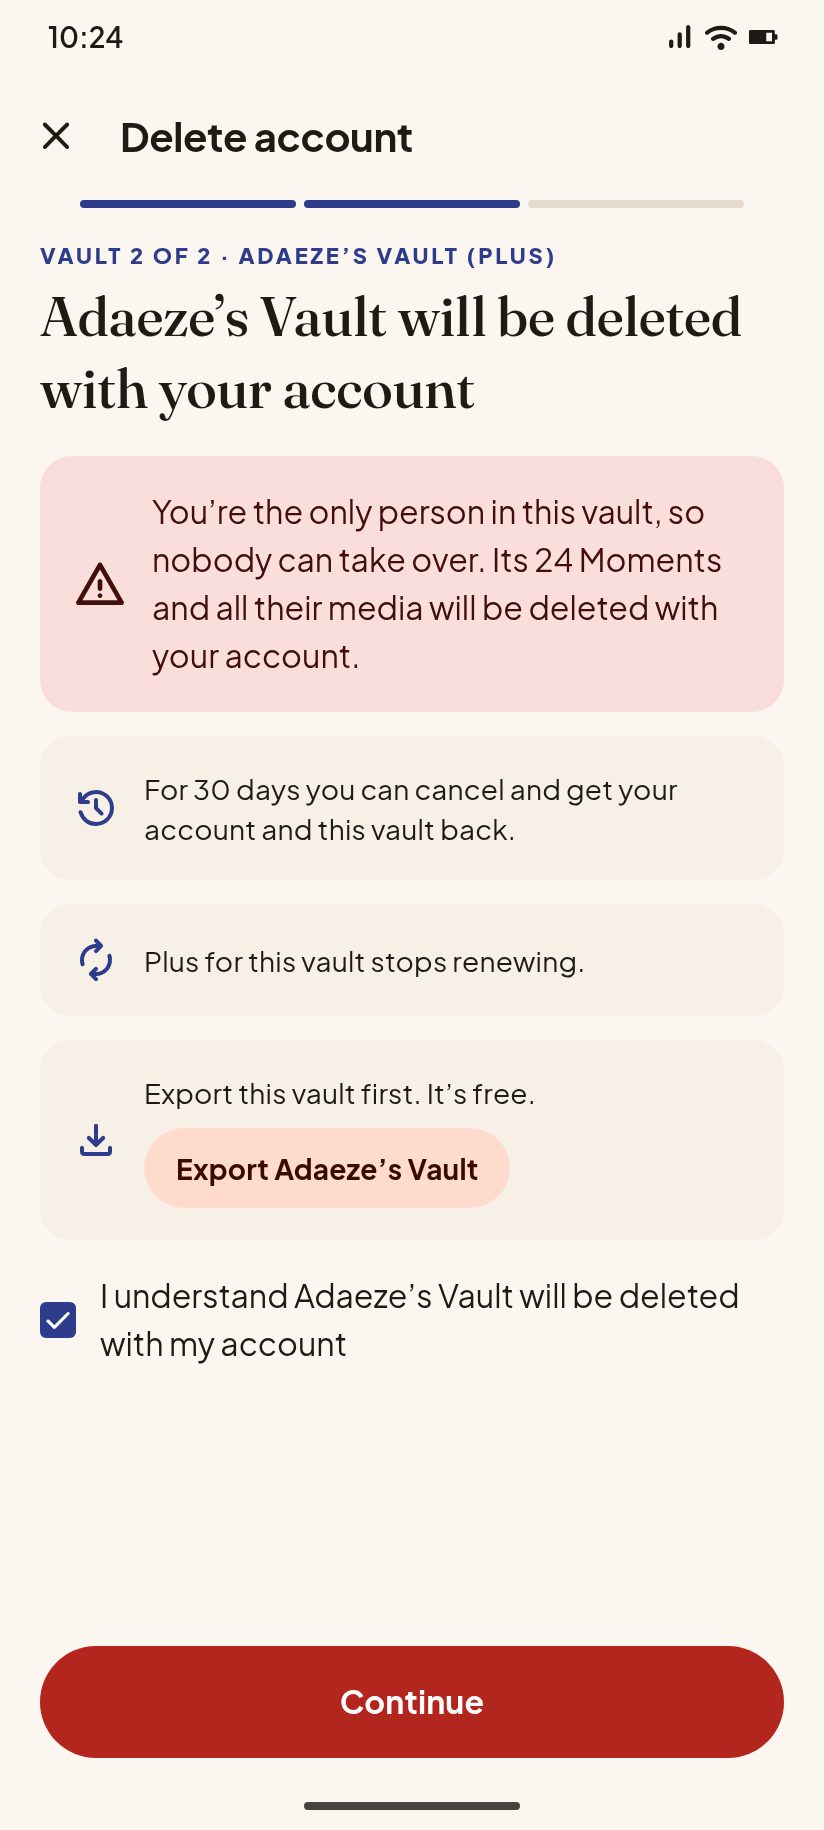 10:24
Delete account
VAULT 2 OF 2 · ADAEZE’S VAULT (PLUS)
Adaeze’s Vault will be deleted
with your account
You’re the only person in this vault, so
nobody can take over. Its 24 Moments
and all their media will be deleted with
your account.
For 30 days you can cancel and get your
account and this vault back.
Plus for this vault stops renewing.
Export this vault first. It’s free.
Export Adaeze’s Vault
I understand Adaeze’s Vault will be deleted
with my account
Continue